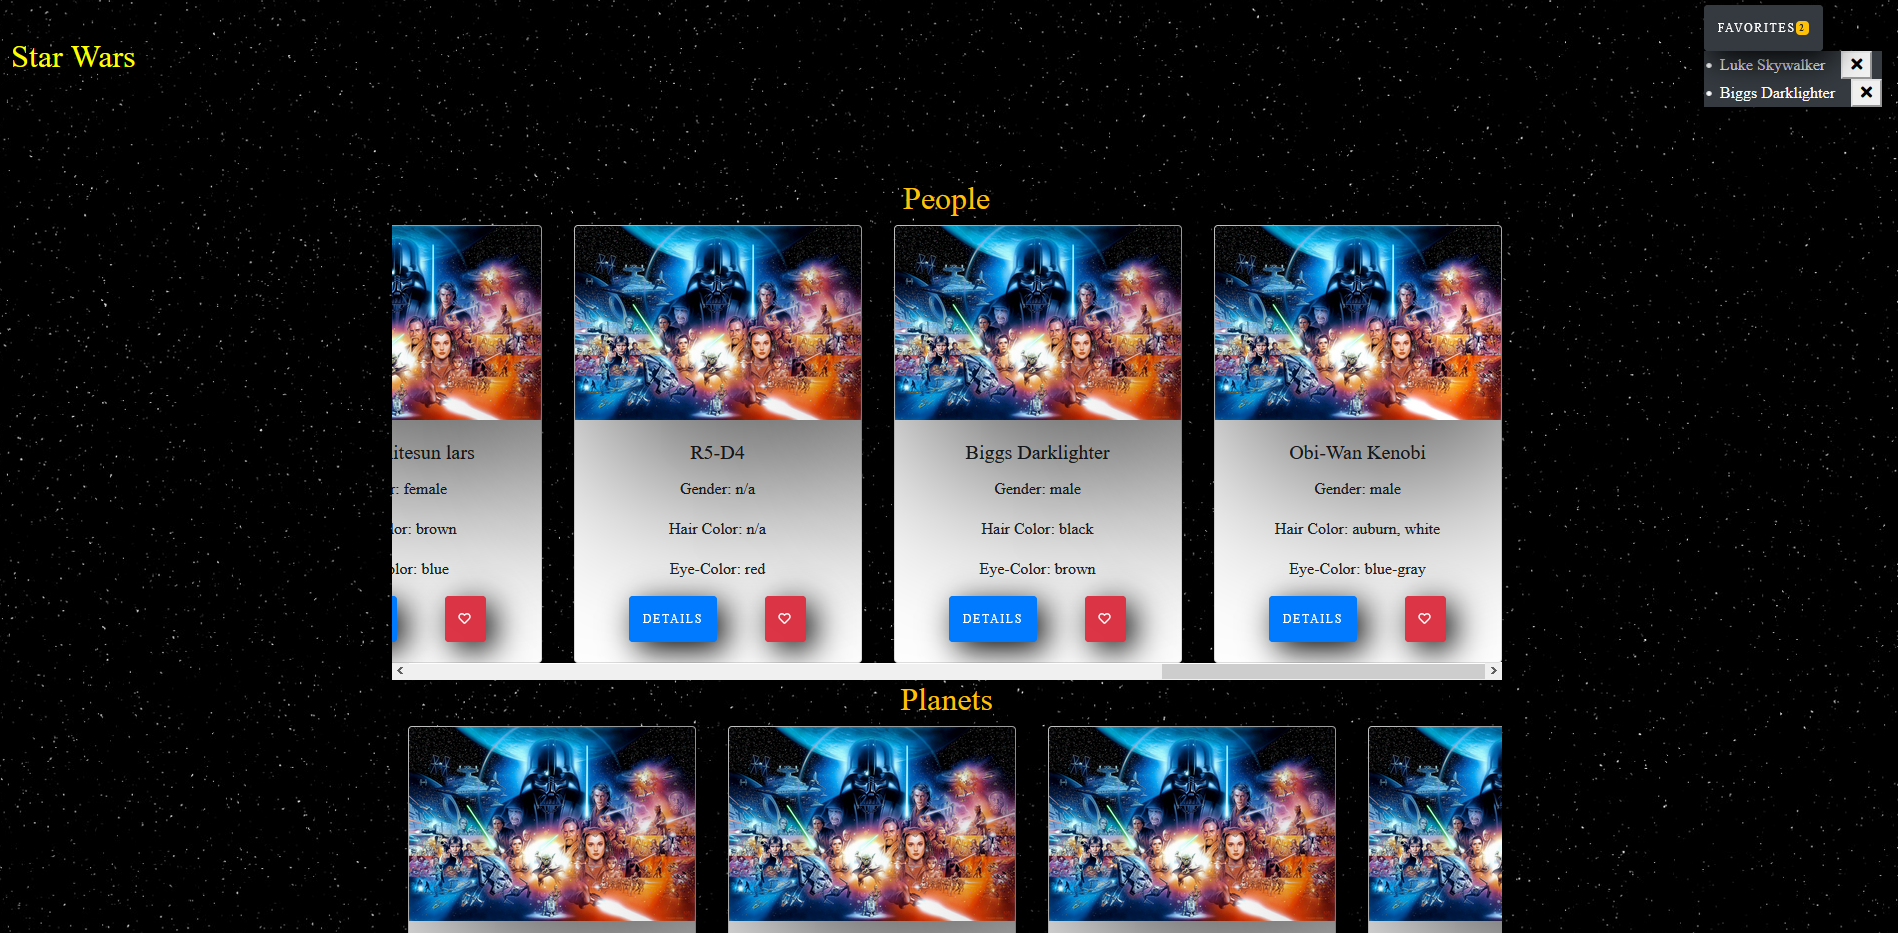 Star Wars
FAVORITES 2
Luke Skywalker
Biggs Darklighter
People
itesun lars
r: female
lor: brown
olor: blue
R5-D4
Gender: n/a
Hair Color: n/a
Eye-Color: red
DETAILS
Biggs Darklighter
Gender: male
Hair Color: black
Eye-Color: brown
DETAILS
Obi-Wan Kenobi
Gender: male
Hair Color: auburn, white
Eye-Color: blue-gray
DETAILS
Planets